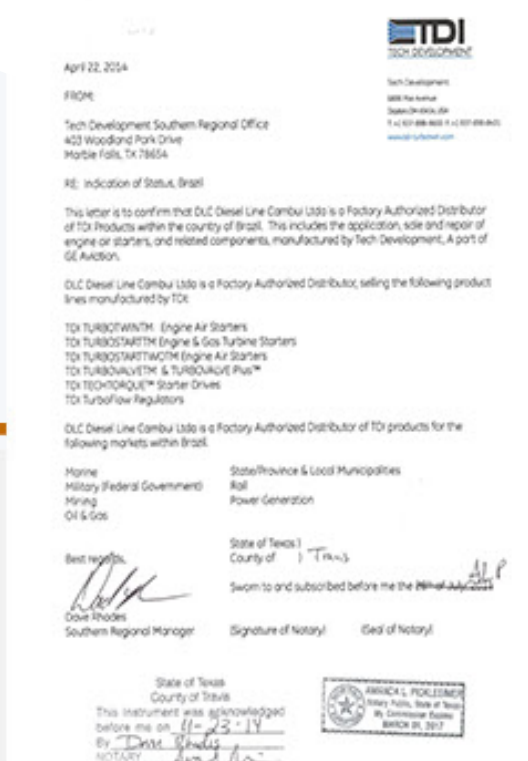 TDI
TECH DEVELOPMENT
Tech Development
www.tdi-turbotwin.com
April 22, 2014
FROM:
Tech Development Southern Regional Office
403 Woodland Park Drive
Marble Falls, TX 78654
RE: Indication of Status, Brazil
This letter is to confirm that DLC Diesel Line Cambui Ltda is a Factory Authorized Distributor
of TDI Products within the country of Brazil. This includes the application, sale and repair of
engine air starters, and related components, manufactured by Tech Development, A part of
GE Aviation.
DLC Diesel Line Cambui Ltda is a Factory Authorized Distributor, selling the following product
lines manufactured by TDI:
TDI TURBOTWINTM Engine Air Starters
TDI TURBOSTARTTM Engine & Gas Turbine Starters
TDI TURBOSTARTTWOTM Engine Air Starters
TDI TURBOVALVETM & TURBOVALVE Plus™
TDI TECHTORQUE™ Starter Drives
TDI TurboFlow Regulators
DLC Diesel Line Cambui Ltda is a Factory Authorized Distributor of TDI products for the
following markets within Brazil.
Marine
Military (Federal Government)
Mining
Oil & Gas
State/Province & Local Municipalities
Rail
Power Generation
State of Texas )
County of ) Travis
Best regards,
Sworn to and subscribed before me the
ALP
Dave Rhodes
Southern Regional Manager
(Signature of Notary)
(Seal of Notary)
State of Texas
County of Travis
This instrument was acknowledged
before me on 4-23-14
By Dave Rhodes
NOTARY
AMANDA L. PICKLESIMER
Notary Public, State of Texas
My Commission Expires
MARCH 01, 2017